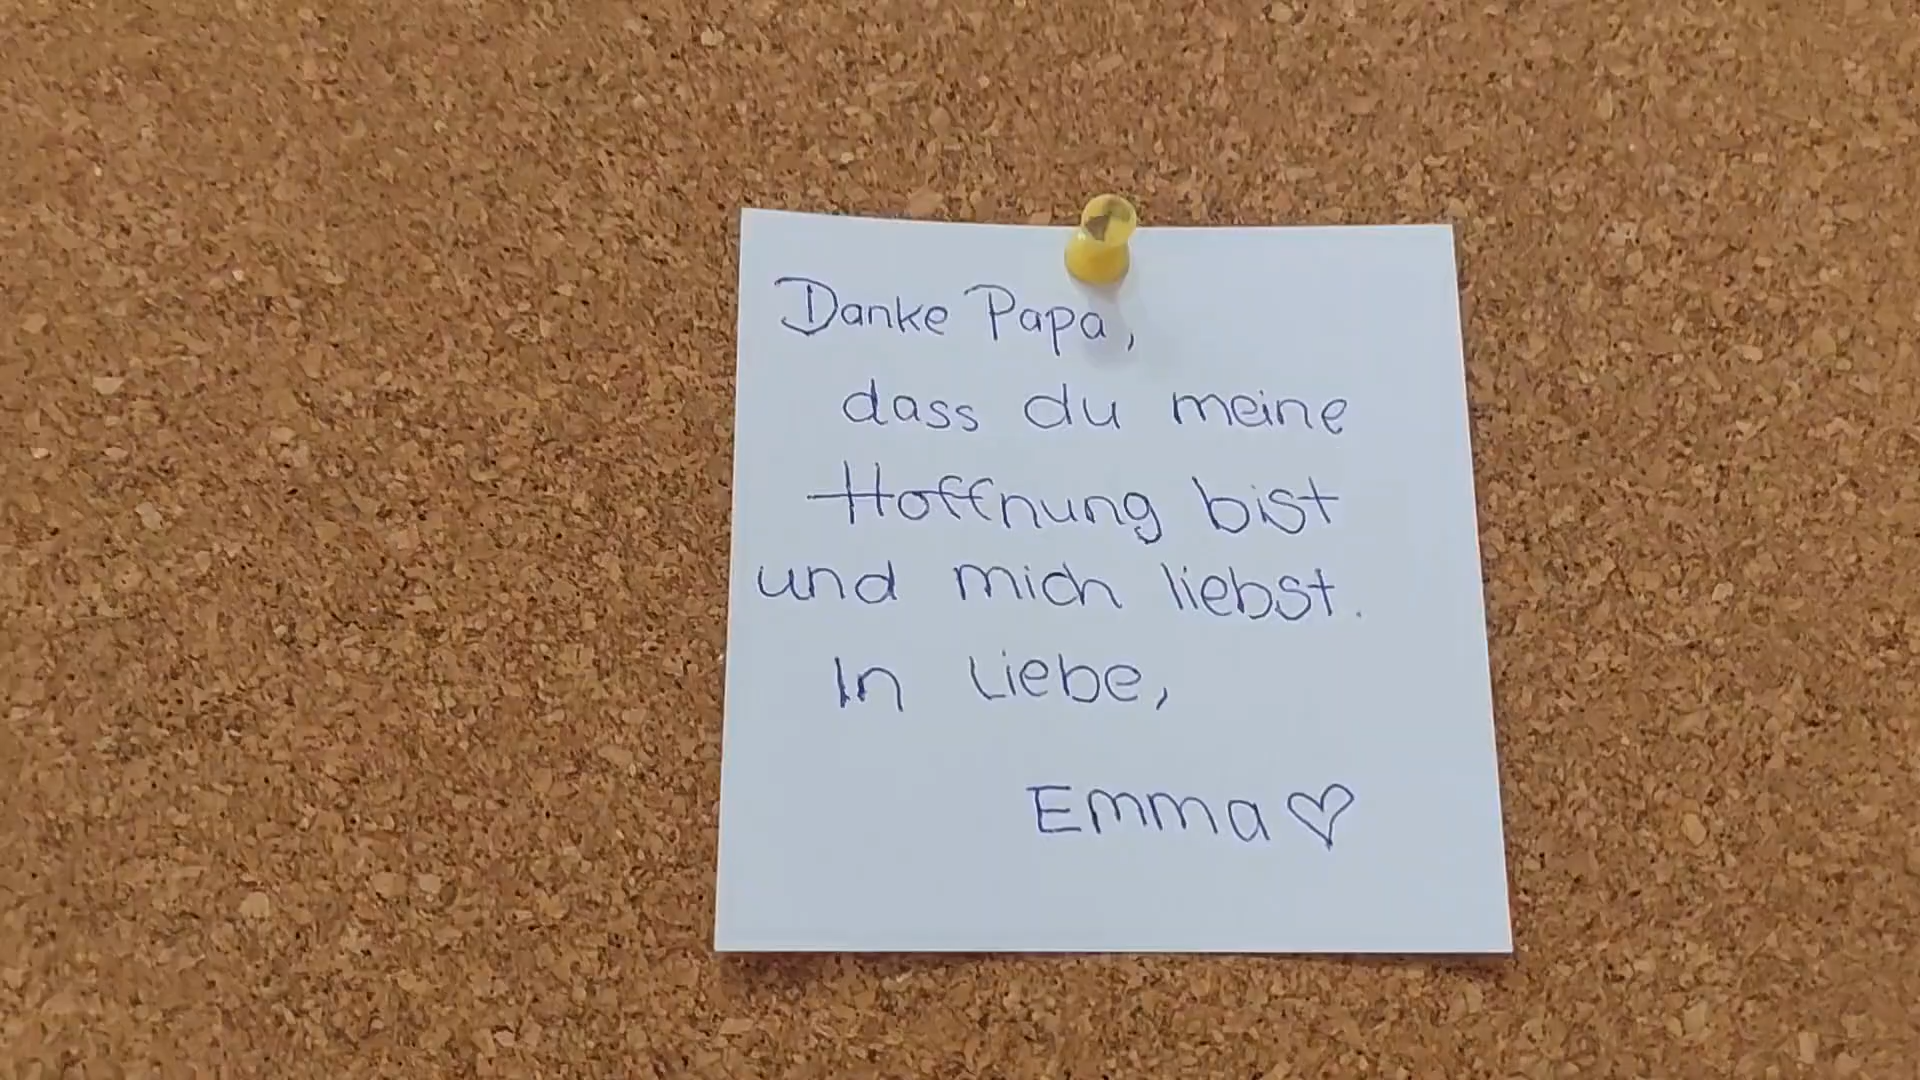 Danke Papa,
dass du meine
Hoffnung bist
und mich liebst.
In Liebe,
Emma ♡